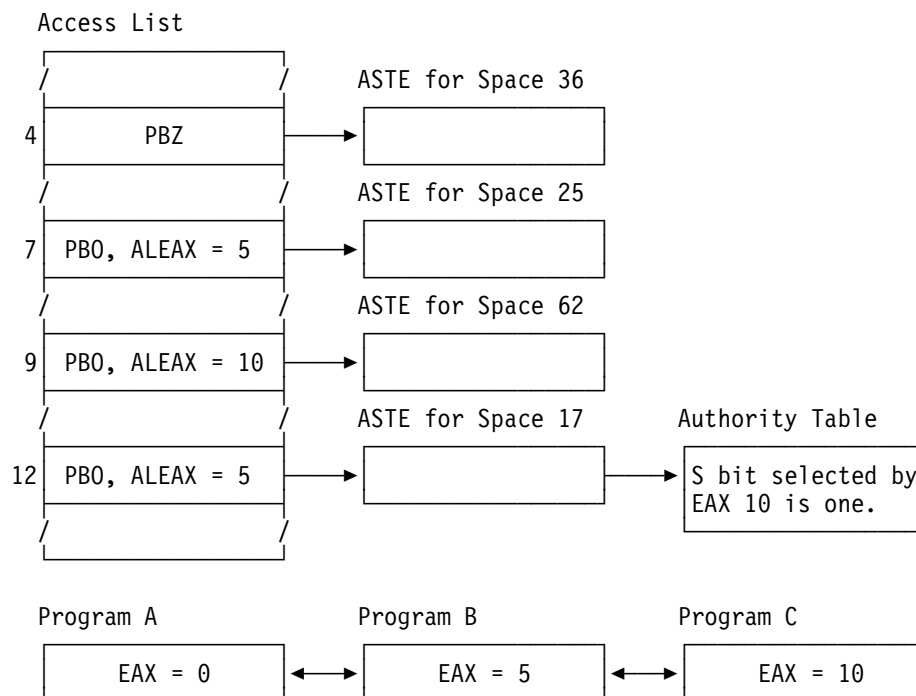 Access List
ASTE for Space 36
4 PBZ
ASTE for Space 25
7 PBO, ALEAX = 5
ASTE for Space 62
9 PBO, ALEAX = 10
ASTE for Space 17 Authority Table
12 PBO, ALEAX = 5 S bit selected by
EAX 10 is one.
Program A Program B Program C
EAX = 0 EAX = 5 EAX = 10